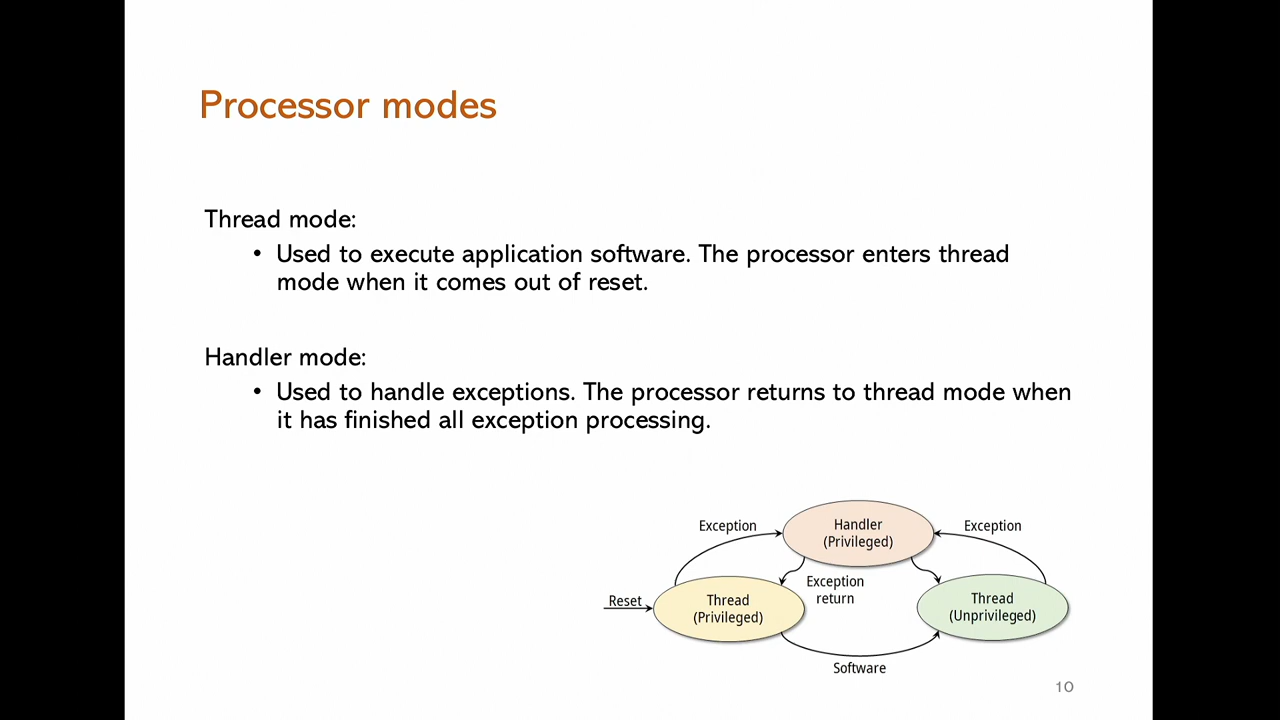 Processor modes
Thread mode:
• Used to execute application software. The processor enters thread
mode when it comes out of reset.
Handler mode:
• Used to handle exceptions. The processor returns to thread mode when
it has finished all exception processing.
Exception
Handler
(Privileged)
Exception
Exception
return
Reset
Thread
(Privileged)
Thread
(Unprivileged)
Software
10